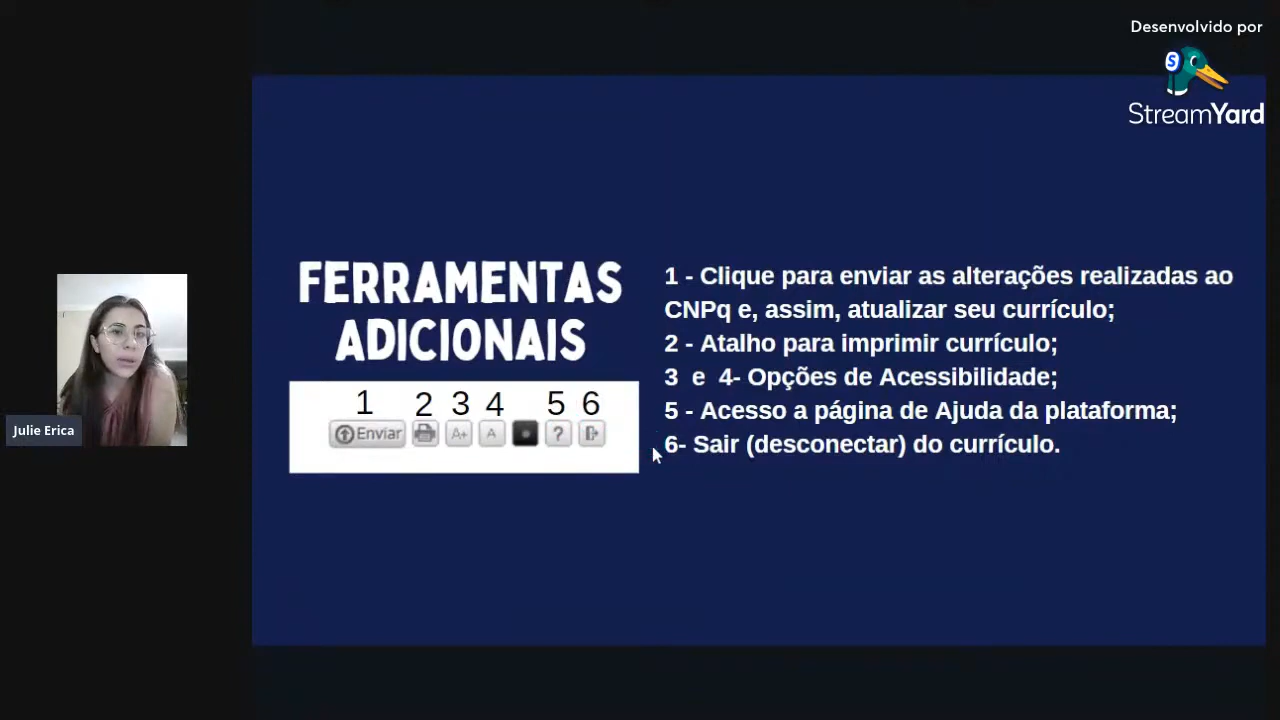 Desenvolvido por
StreamYard
FERRAMENTAS
ADICIONAIS
1 2 3 4 5 6
Enviar A+ A ?
1 - Clique para enviar as alterações realizadas ao
CNPq e, assim, atualizar seu currículo;
2 - Atalho para imprimir currículo;
3 e 4- Opções de Acessibilidade;
5 - Acesso a página de Ajuda da plataforma;
6- Sair (desconectar) do currículo.
Julie Erica